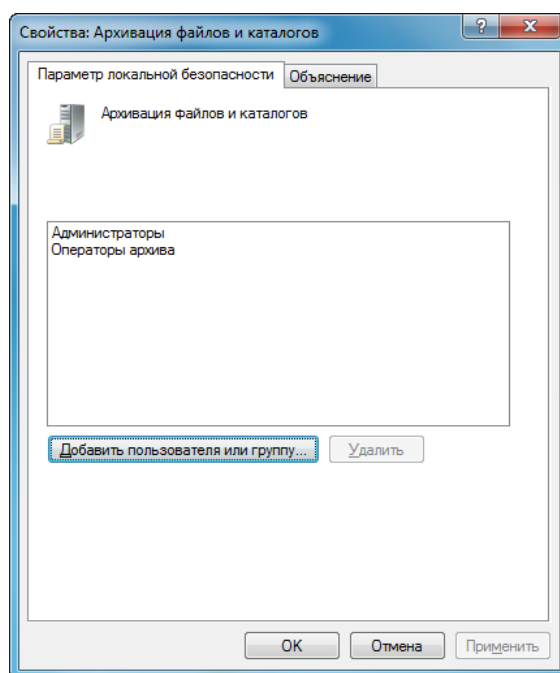 Свойства: Архивация файлов и каталогов
Параметр локальной безопасности
Объяснение
Архивация файлов и каталогов
Администраторы
Операторы архива
Добавить пользователя или группу...
Удалить
OK
Отмена
Применить